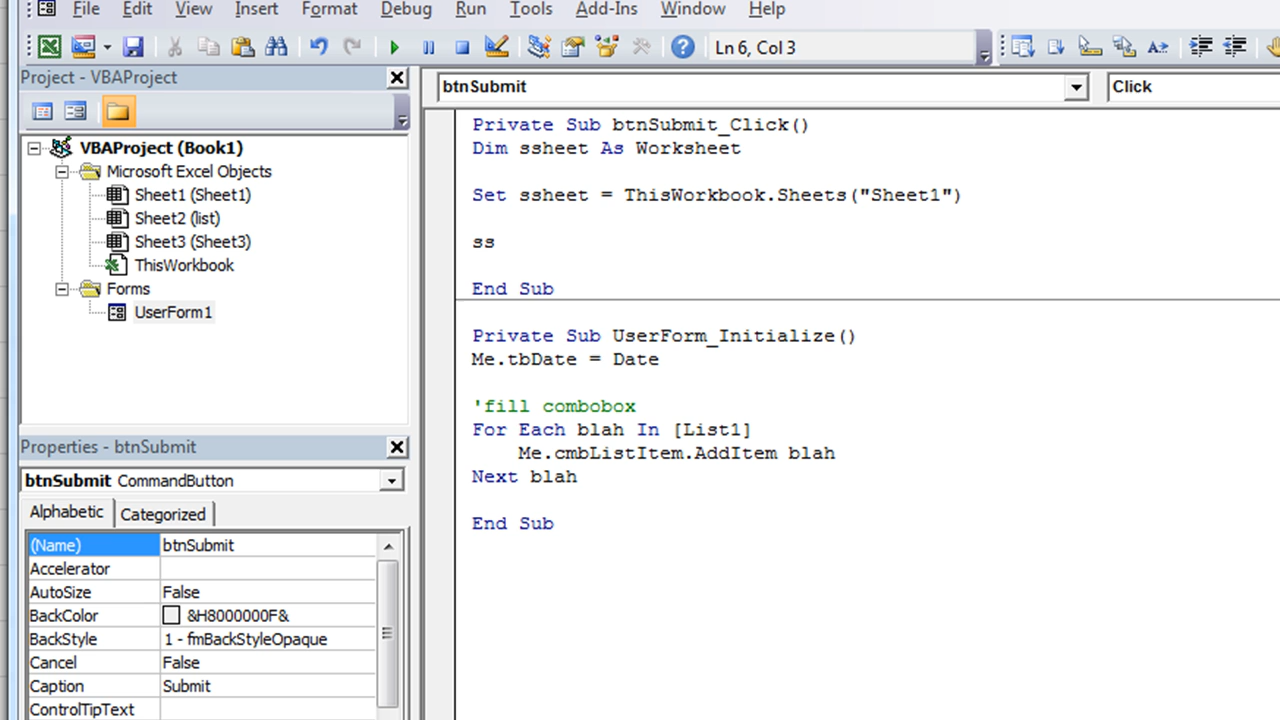 File Edit View Insert Format Debug Run Tools Add-Ins Window Help
Ln 6, Col 3
Project - VBAProject
VBAProject (Book1)
Microsoft Excel Objects
Sheet1 (Sheet1)
Sheet2 (list)
Sheet3 (Sheet3)
ThisWorkbook
Forms
UserForm1
Properties - btnSubmit
btnSubmit CommandButton
Alphabetic Categorized
(Name) btnSubmit
Accelerator
AutoSize False
BackColor &H8000000F&
BackStyle 1 - fmBackStyleOpaque
Cancel False
Caption Submit
ControlTipText
btnSubmit Click
Private Sub btnSubmit_Click()
Dim ssheet As Worksheet
Set ssheet = ThisWorkbook.Sheets("Sheet1")
ss
End Sub
Private Sub UserForm_Initialize()
Me.tbDate = Date
'fill combobox
For Each blah In [List1]
Me.cmbListItem.AddItem blah
Next blah
End Sub